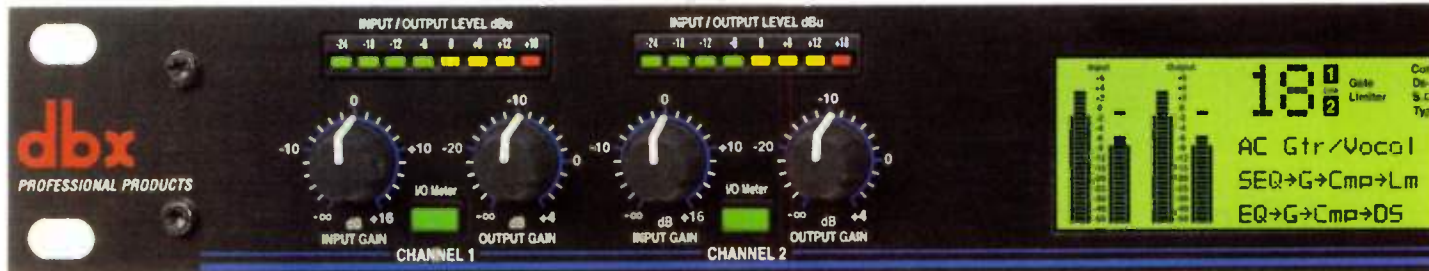 INPUT / OUTPUT LEVEL dBu
-24 -18 -12 -6 0 +6 +12 +18
INPUT / OUTPUT LEVEL dBu
-24 -18 -12 -6 0 +6 +12 +18
dbx
PROFESSIONAL PRODUCTS
0
-10
+10
-∞ dB +16
INPUT GAIN
I/O Meter
-10
-20
0
-∞ dB +4
OUTPUT GAIN
CHANNEL 1
0
-10
+10
-∞ dB +16
INPUT GAIN
I/O Meter
-10
-20
0
-∞ dB +4
OUTPUT GAIN
CHANNEL 2
Input
Output
18
1
2
Gate
Limiter
AC Gtr/Vocal
SEQ→G→Cmp→Lm
EQ→G→Cmp→DS